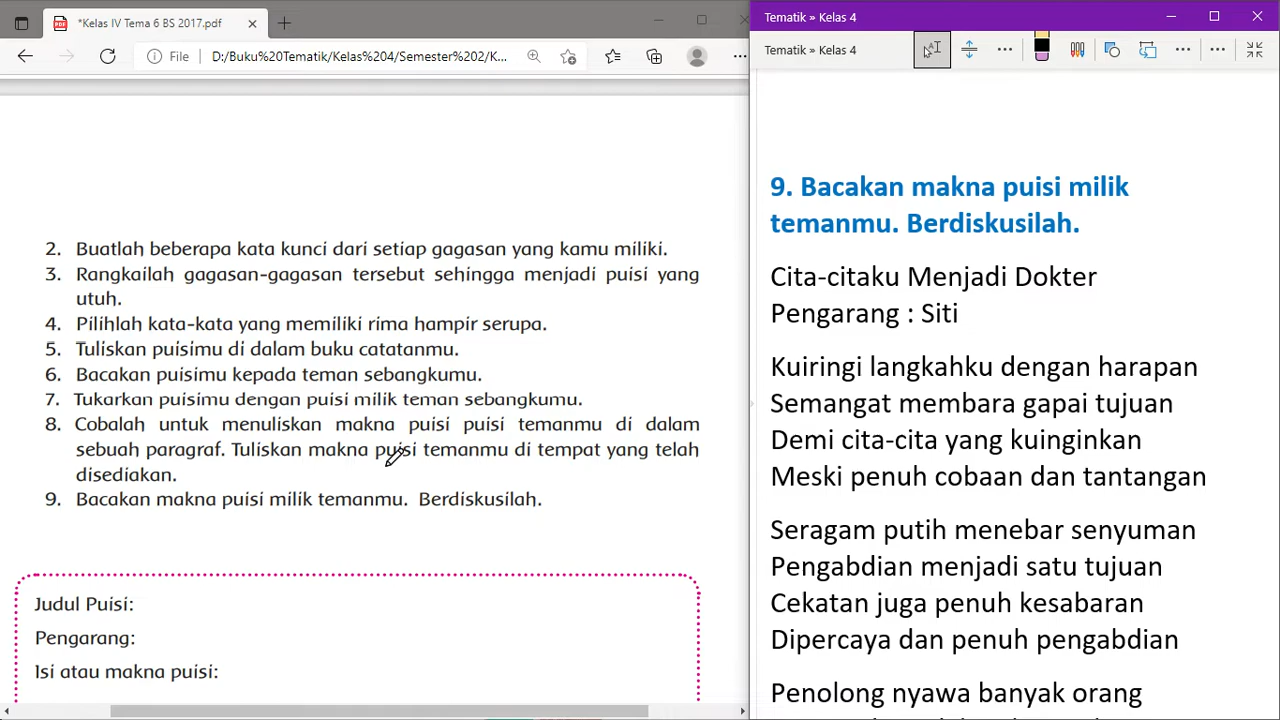 *Kelas IV Tema 6 BS 2017.pdf
File
D:/Buku%20Tematik/Kelas%204/Semester%202/K...
2. Buatlah beberapa kata kunci dari setiap gagasan yang kamu miliki.
3. Rangkailah gagasan-gagasan tersebut sehingga menjadi puisi yang
utuh.
4. Pilihlah kata-kata yang memiliki rima hampir serupa.
5. Tuliskan puisimu di dalam buku catatanmu.
6. Bacakan puisimu kepada teman sebangkumu.
7. Tukarkan puisimu dengan puisi milik teman sebangkumu.
8. Cobalah untuk menuliskan makna puisi puisi temanmu di dalam
sebuah paragraf. Tuliskan makna puisi temanmu di tempat yang telah
disediakan.
9. Bacakan makna puisi milik temanmu. Berdiskusilah.
Judul Puisi:
Pengarang:
Isi atau makna puisi:
Tematik » Kelas 4
Tematik » Kelas 4
9. Bacakan makna puisi milik
temanmu. Berdiskusilah.
Cita-citaku Menjadi Dokter
Pengarang : Siti
Kuiringi langkahku dengan harapan
Semangat membara gapai tujuan
Demi cita-cita yang kuinginkan
Meski penuh cobaan dan tantangan
Seragam putih menebar senyuman
Pengabdian menjadi satu tujuan
Cekatan juga penuh kesabaran
Dipercaya dan penuh pengabdian
Penolong nyawa banyak orang